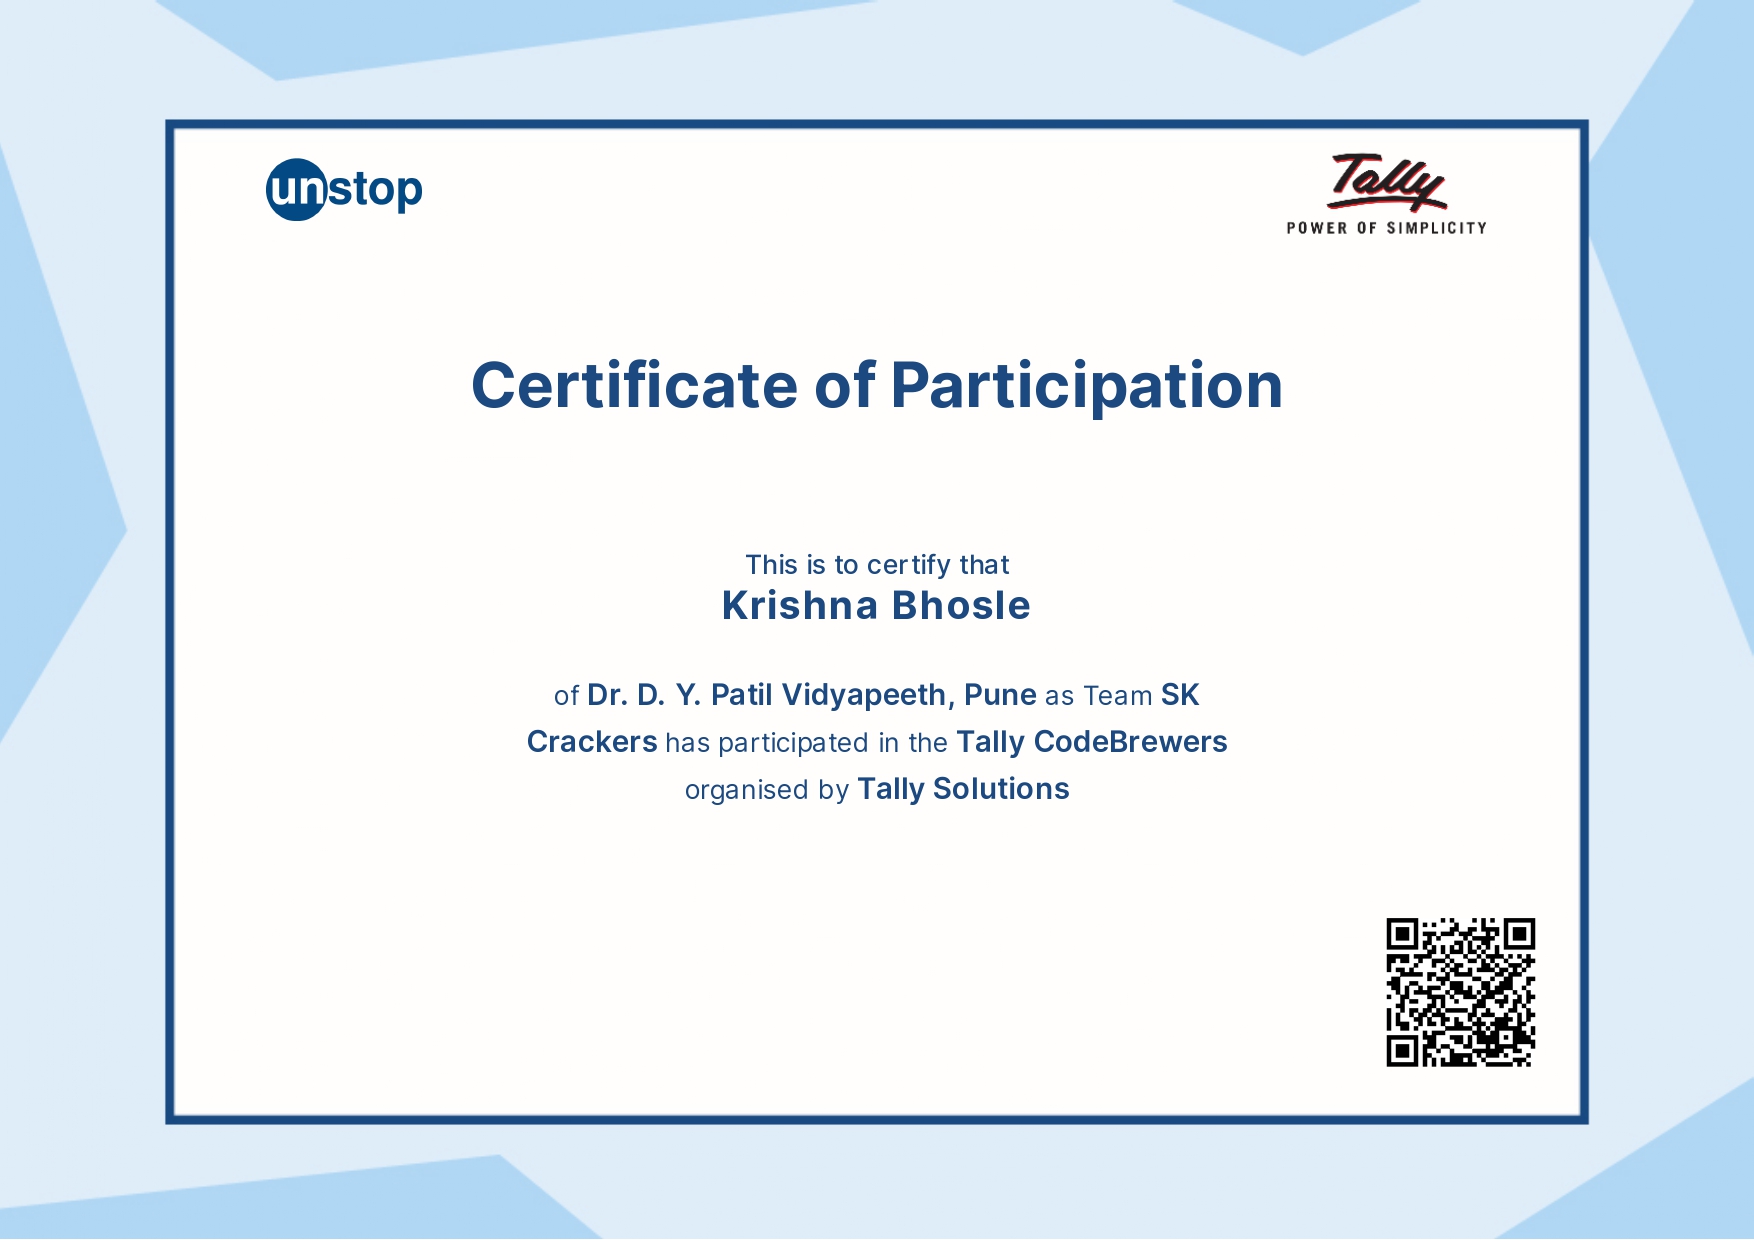 unstop
Tally
POWER OF SIMPLICITY
Certificate of Participation
This is to certify that
Krishna Bhosle
of Dr. D. Y. Patil Vidyapeeth, Pune as Team SK
Crackers has participated in the Tally CodeBrewers
organised by Tally Solutions